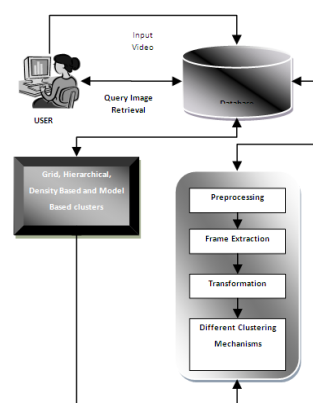 Input
Video
Database
Query Image
Retrieval
USER
Grid, Hierarchical,
Density Based and Model
Based clusters
Preprocessing
Frame Extraction
Transformation
Different Clustering
Mechanisms